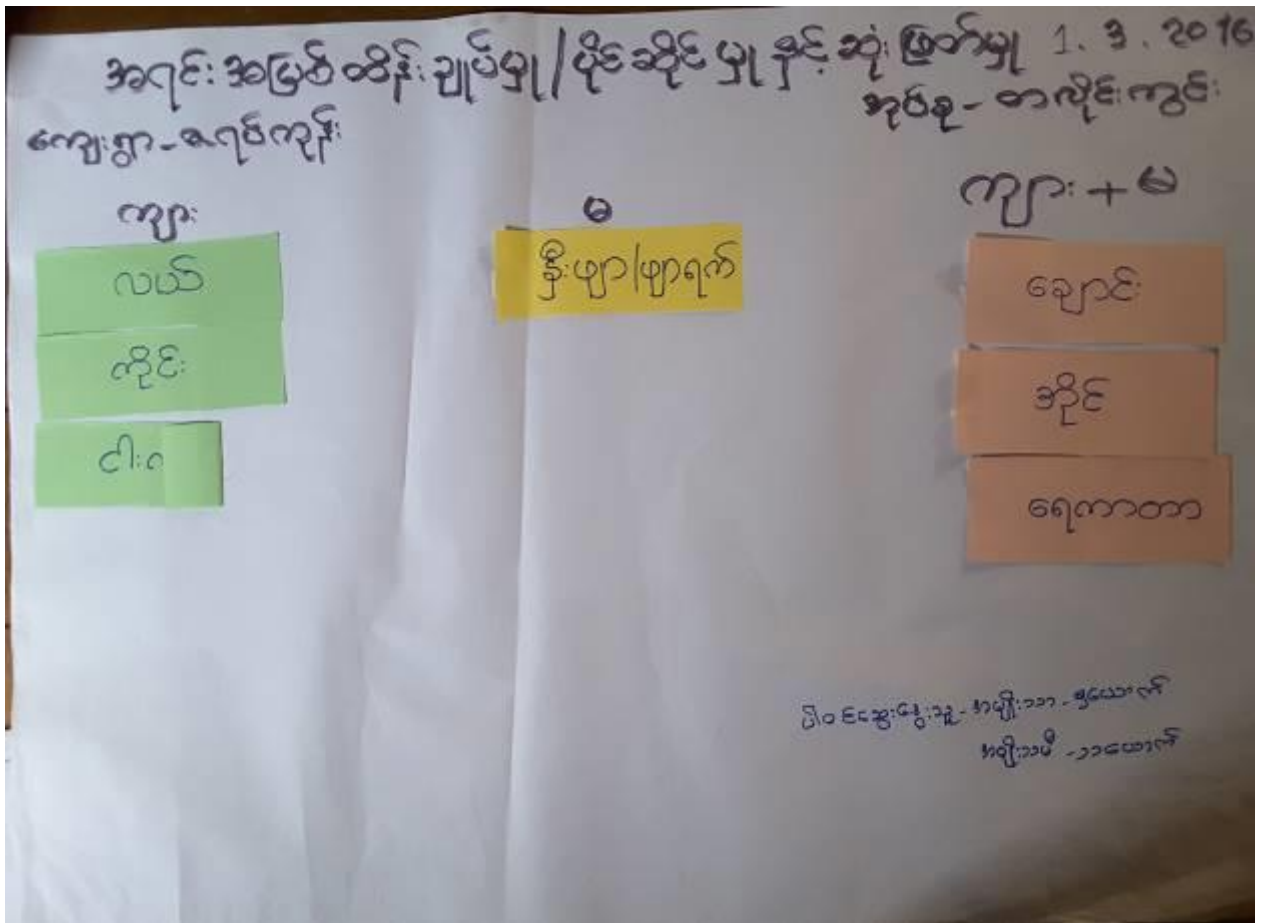 အရင်းအမြစ်ထိန်းချုပ်မှု/ပိုင်ဆိုင်မှုနှင့်ဆုံးဖြတ်မှု 1.3.2016
ကျေးရွာ-ဇရပ်ကုန်း
အုပ်စု-တလိုင်းကွင်း
ကျား
မ
ကျား+မ
လယ်
ကိုင်း
ငါး
နှီးဖျာ/ဖျာရက်
ချောင်း
အိုင်
ရေကာတာ
ပါဝင်ဆွေးနွေးသူ-အမျိုးသား-၅ယောက်
အမျိုးသမီး-၁၁ယောက်